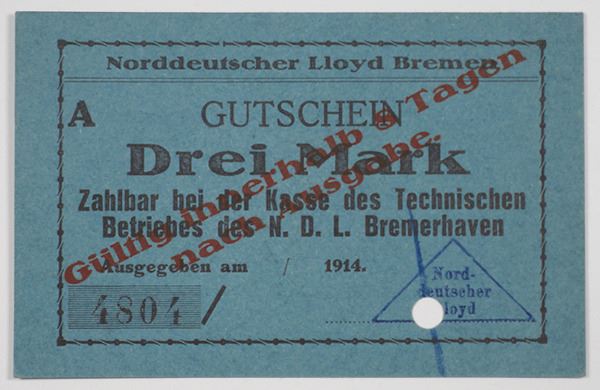 Norddeutscher Lloyd Bremen
A
GUTSCHEIN
Drei Mark
Zahlbar bei der Kasse des Technischen
Betriebes des N. D. L. Bremerhaven
Ausgegeben am / 1914.
4804/
Gültig innerhalb Tagen
nach Ausgabe.
Nord-
deutscher
Lloyd